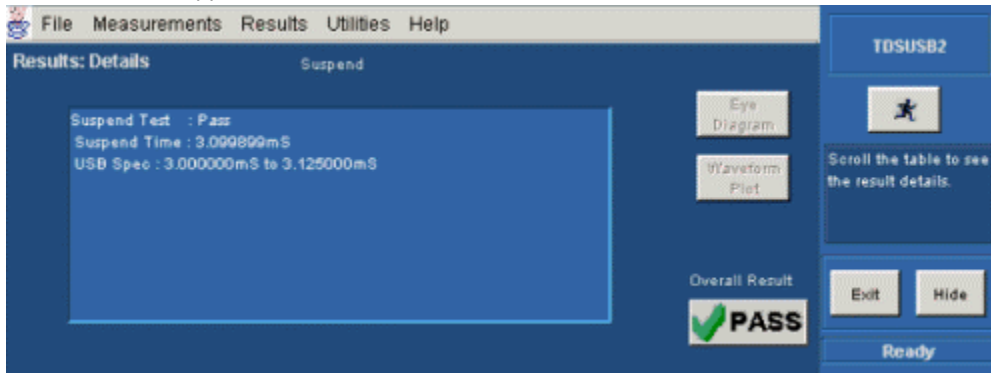 File Measurements Results Utilities Help
TDSUSB2
Results: Details Suspend
Suspend Test : Pass
Suspend Time : 3.099899mS
USB Spec : 3.000000mS to 3.125000mS
Eye
Diagram
Waveform
Plot
Scroll the table to see
the result details.
Overall Result
PASS
Exit Hide
Ready